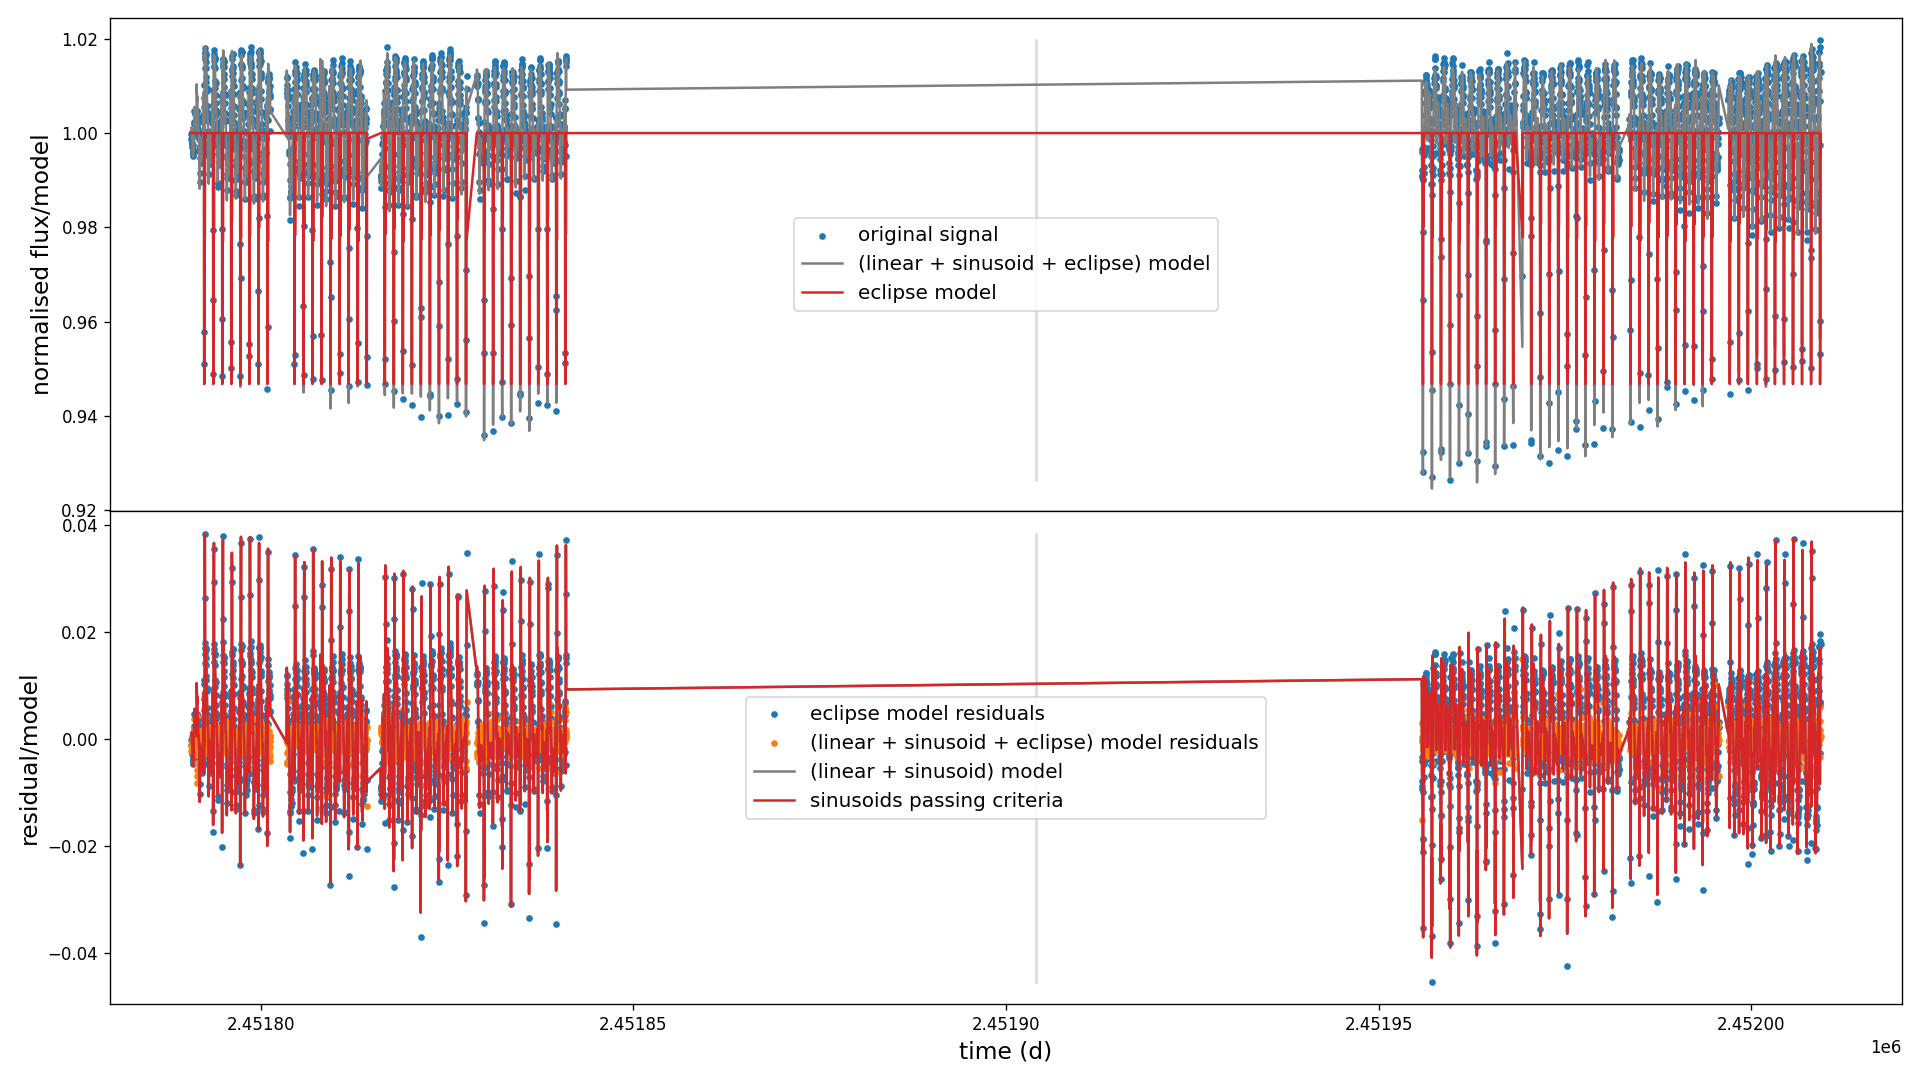 1.02
1.00
0.98
0.96
0.94
0.92
normalised flux/model
original signal
(linear + sinusoid + eclipse) model
eclipse model
0.04
0.02
0.00
−0.02
−0.04
residual/model
eclipse model residuals
(linear + sinusoid + eclipse) model residuals
(linear + sinusoid) model
sinusoids passing criteria
2.45180
2.45185
2.45190
2.45195
2.45200
time (d)
1e6